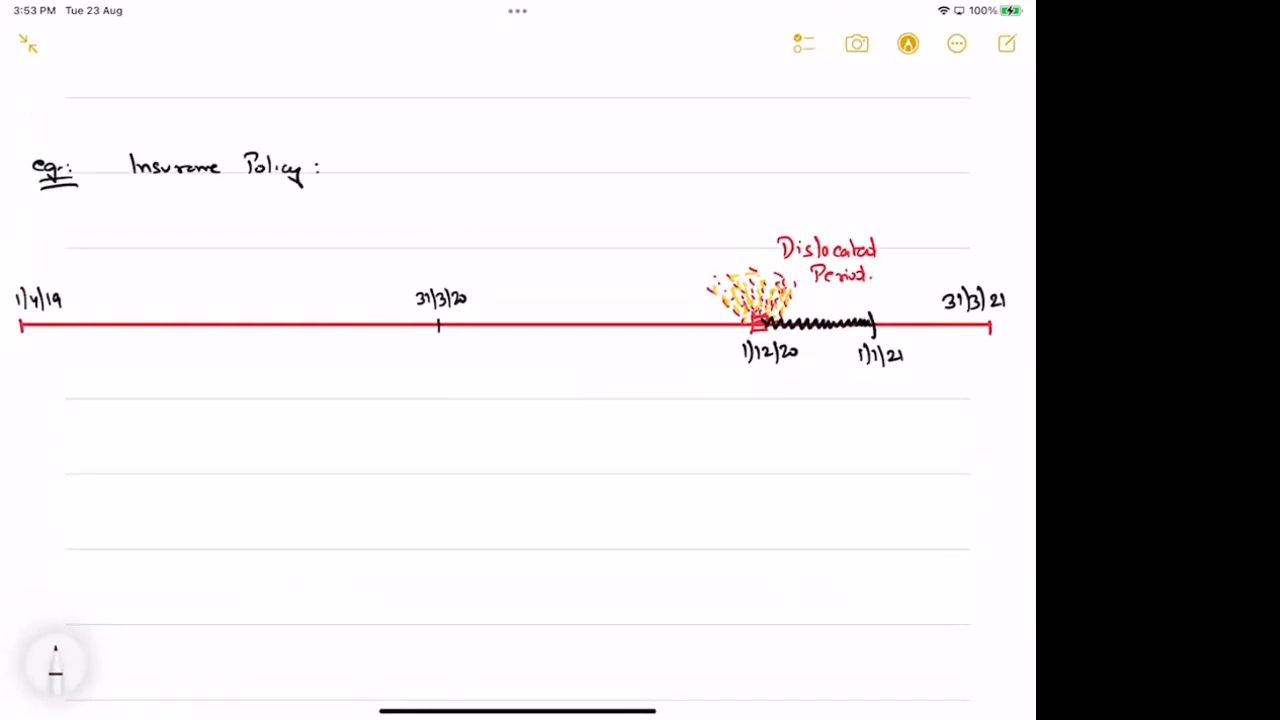 3:53 PM Tue 23 Aug
100%
eg:- Insurance Policy :
Dislocated
Period.
1/4/19 31/3/20 31/3/21
1/12/20 1/1/21